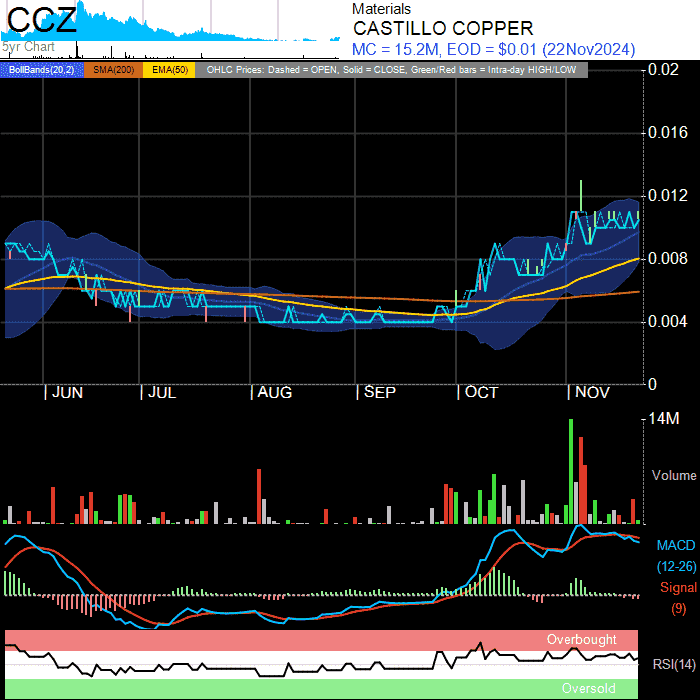 CCZ
5yr Chart
Materials
CASTILLO COPPER
MC = 15.2M, EOD = $0.01 (22Nov2024)
BollBands(20,2) SMA(200) EMA(50) OHLC Prices: Dashed = OPEN, Solid = CLOSE, Green/Red bars = Intra-day HIGH/LOW
0.02
0.016
0.012
0.008
0.004
0
JUN JUL AUG SEP OCT NOV
14M
Volume
MACD
(12-26)
Signal
(9)
Overbought
RSI(14)
Oversold